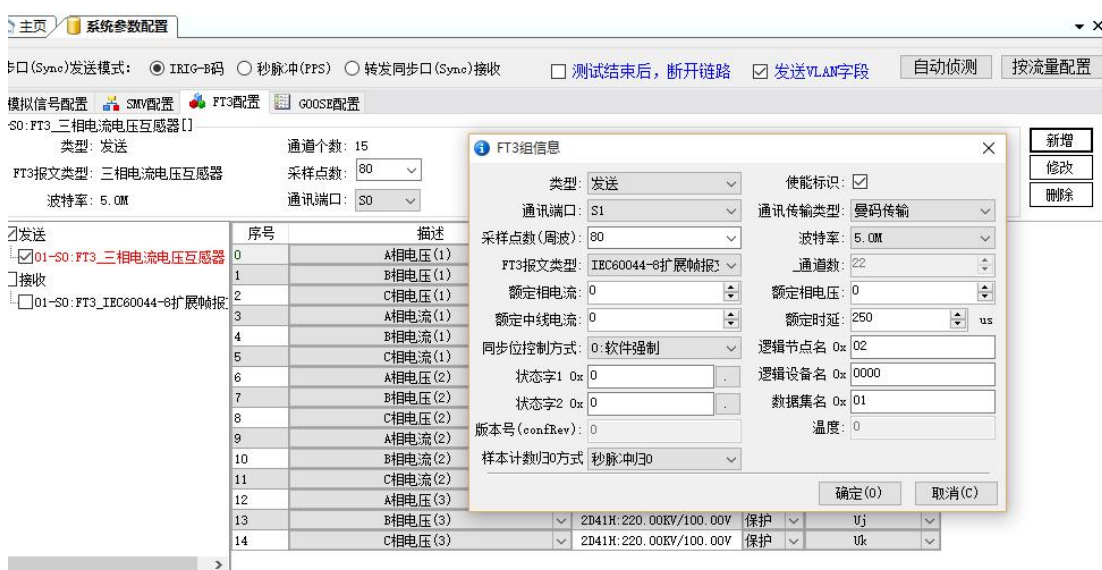 主页 系统参数配置
步口(Sync)发送模式: IRIG-B码 秒脉冲(PPS) 转发同步口(Sync)接收 测试结束后，断开链路 发送VLAN字段 自动侦测 按流量配置
模拟信号配置 SMV配置 FT3配置 GOOSE配置
-S0:FT3_三相电流电压互感器[]
类型: 发送 通道个数: 15 新增
FT3报文类型: 三相电流电压互感器 采样点数: 80 修改
波特率: 5.0M 通讯端口: S0 删除
发送
01-S0:FT3_三相电流电压互感器
接收
01-S0:FT3_IEC60044-8扩展帧报
序号 描述
0 A相电压(1)
1 B相电压(1)
2 C相电压(1)
3 A相电流(1)
4 B相电流(1)
5 C相电流(1)
6 A相电压(2)
7 B相电压(2)
8 C相电压(2)
9 A相电流(2)
10 B相电流(2)
11 C相电流(2)
12 A相电压(3)
13 B相电压(3) 2D41H:220.00KV/100.00V 保护 Uj
14 C相电压(3) 2D41H:220.00KV/100.00V 保护 Uk
FT3组信息
类型: 发送 使能标识:
通讯端口: S1 通讯传输类型: 曼码传输
采样点数(周波): 80 波特率: 5.0M
FT3报文类型: IEC60044-8扩展帧报 _通道数: 22
额定相电流: 0 额定相电压: 0
额定中线电流: 0 额定时延: 250 us
同步位控制方式: 0:软件强制 逻辑节点名 0x 02
状态字1 0x 0 . 逻辑设备名 0x 0000
状态字2 0x 0 . 数据集名 0x 01
版本号(confRev): 0 温度: 0
样本计数归0方式 秒脉冲归0
确定(O) 取消(C)